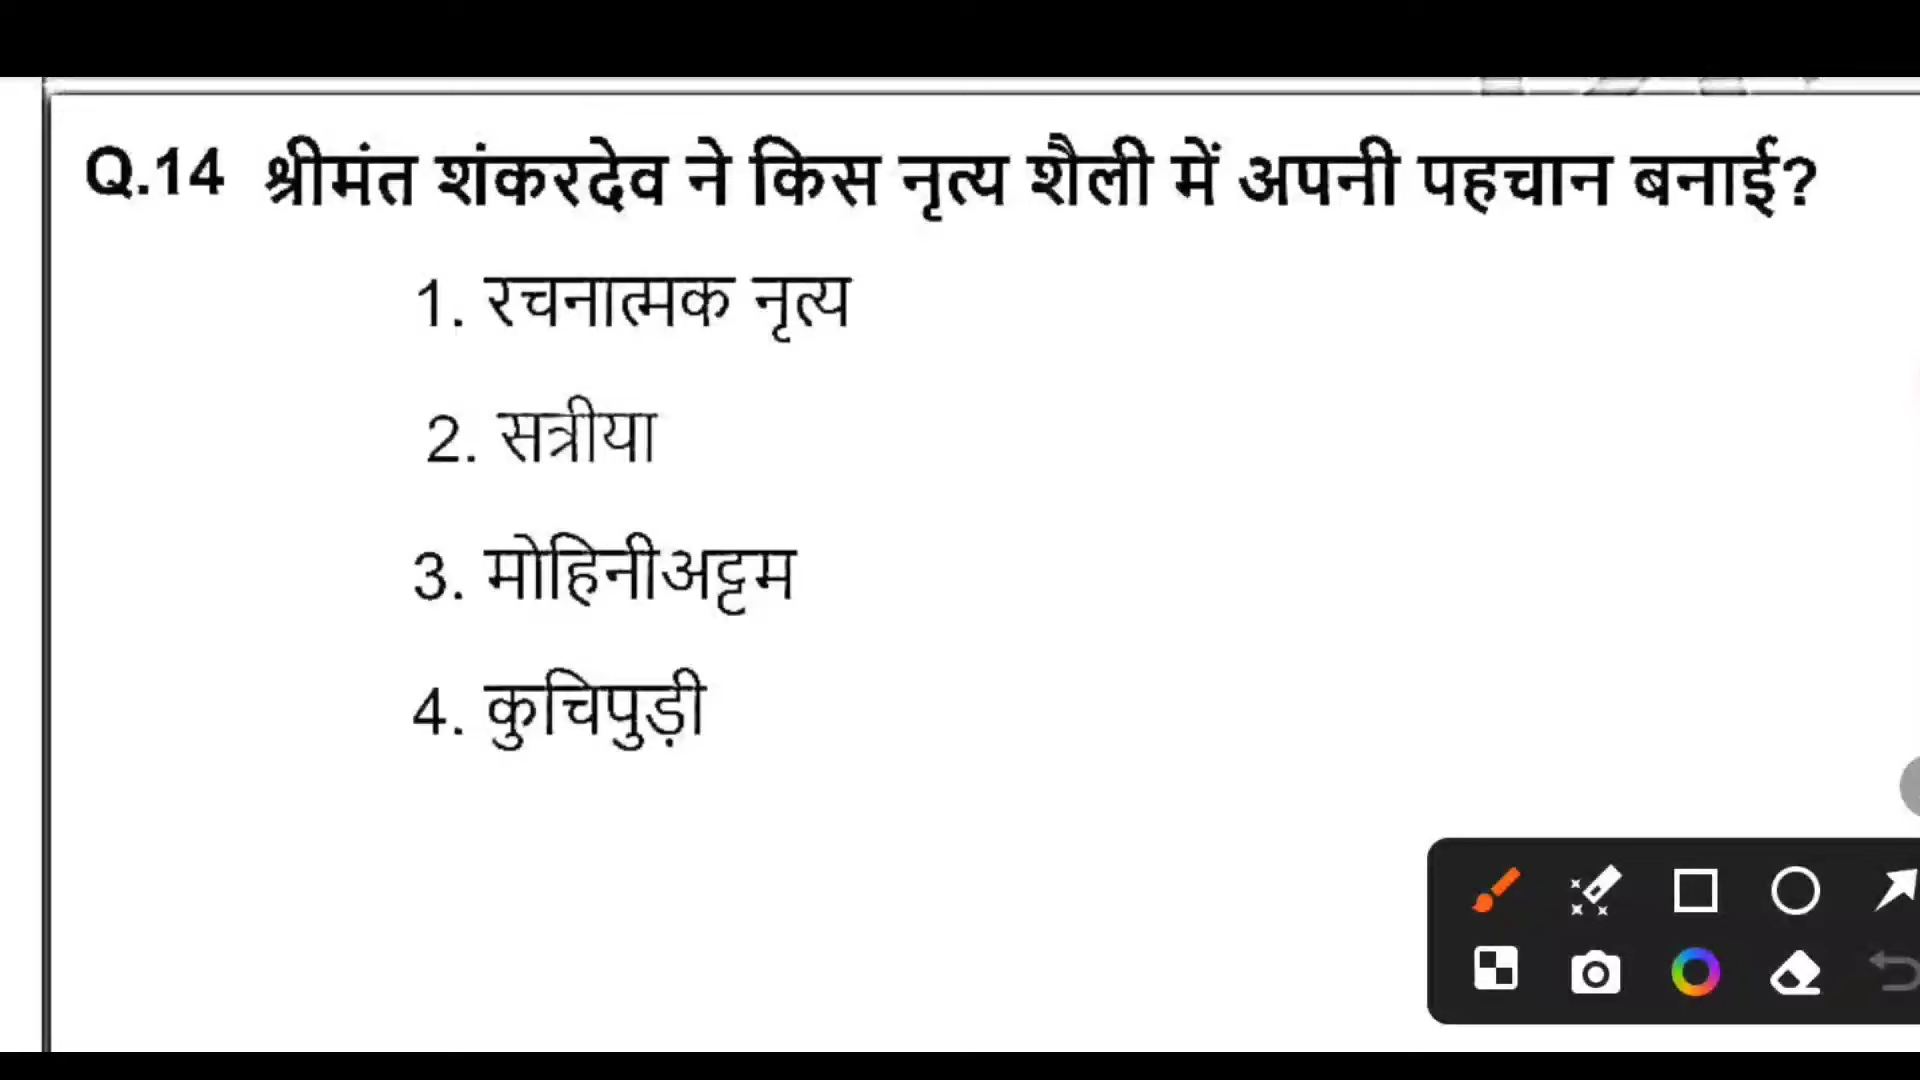 Q.14 श्रीमंत शंकरदेव ने किस नृत्य शैली में अपनी पहचान बनाई?
1. रचनात्मक नृत्य
2. सत्रीया
3. मोहिनीअट्टम
4. कुचिपुड़ी